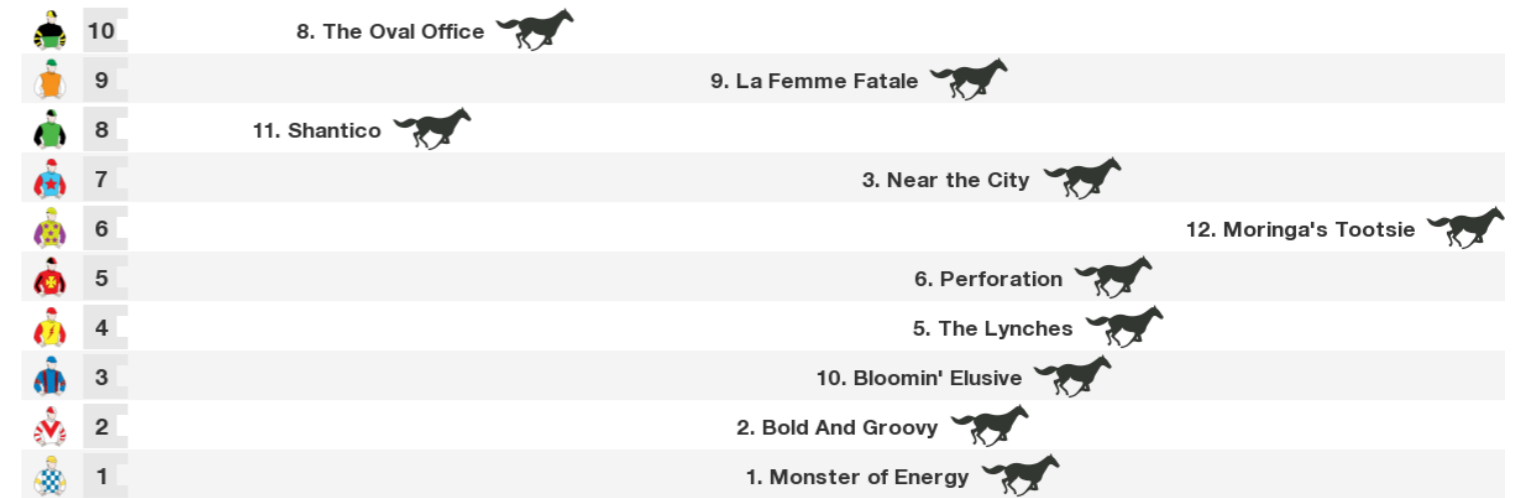 10 8. The Oval Office
9 9. La Femme Fatale
8 11. Shantico
7 3. Near the City
6 12. Moringa's Tootsie
5 6. Perforation
4 5. The Lynches
3 10. Bloomin' Elusive
2 2. Bold And Groovy
1 1. Monster of Energy